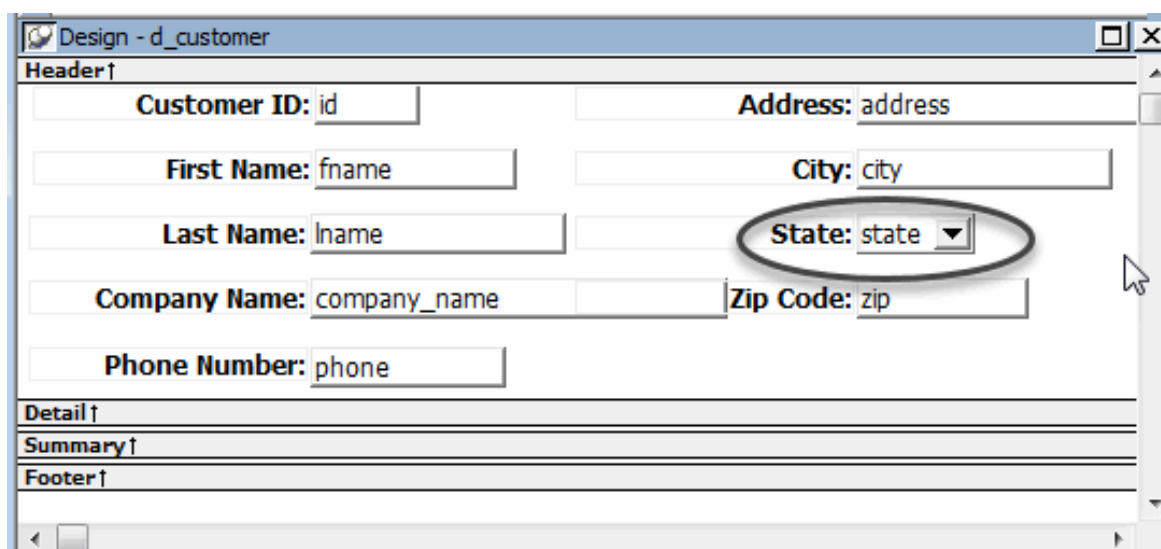 Design - d_customer
Header↑
Customer ID: id Address: address
First Name: fname City: city
Last Name: lname State: state
Company Name: company_name Zip Code: zip
Phone Number: phone
Detail↑
Summary↑
Footer↑